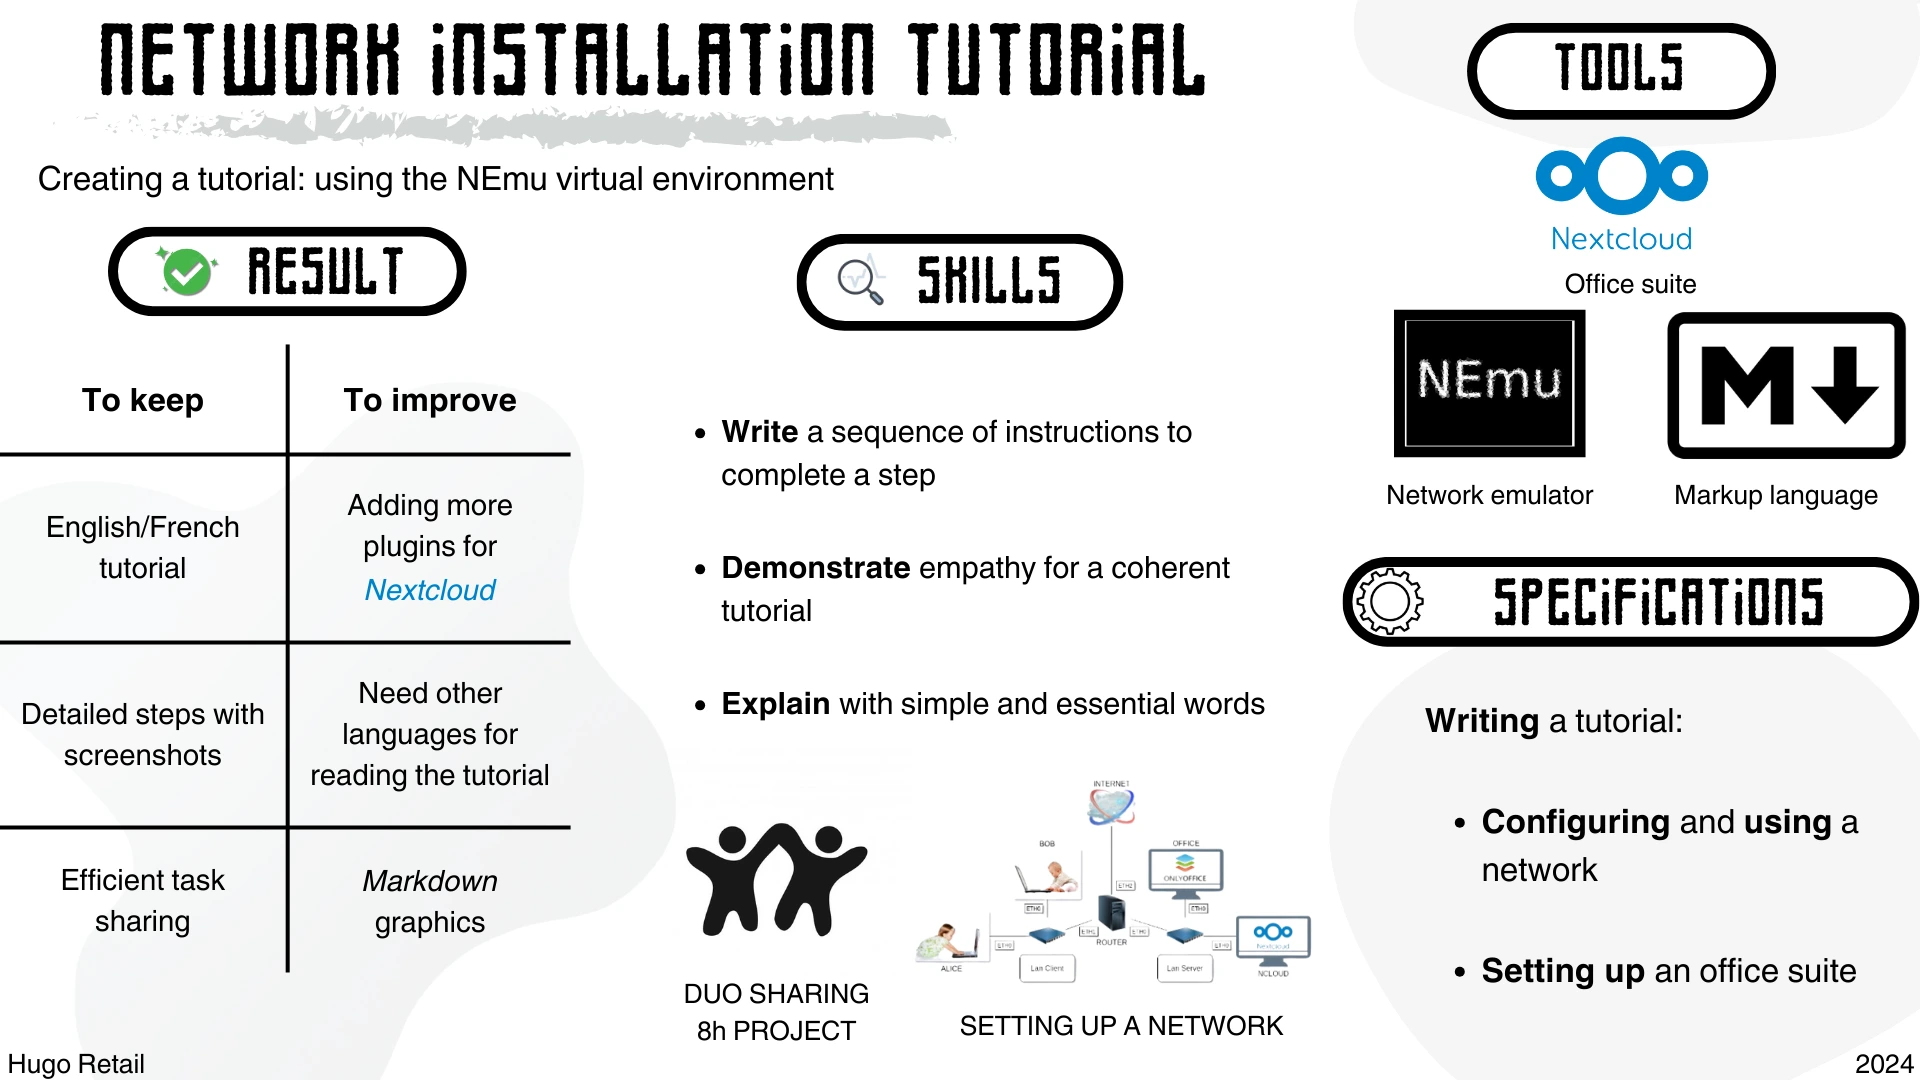 NETWORK iNSTALLATiON TUTORiAL
Creating a tutorial: using the NEmu virtual environment
RESULT
To keep
To improve
English/French
tutorial
Adding more
plugins for
Nextcloud
Detailed steps with
screenshots
Need other
languages for
reading the tutorial
Efficient task
sharing
Markdown
graphics
SKILLS
Write a sequence of instructions to
complete a step
Demonstrate empathy for a coherent
tutorial
Explain with simple and essential words
DUO SHARING
8h PROJECT
INTERNET
BOB
OFFICE
ONLYOFFICE
ETH2
ETH0
ETH0
ETH1
ROUTER
ETH0
ETH0
ETH0
Nextcloud
ALICE
Lan Client
Lan Server
NCLOUD
SETTING UP A NETWORK
TOOLS
Nextcloud
Office suite
NEmu
M
Network emulator
Markup language
SPECiFiCATiONS
Writing a tutorial:
Configuring and using a
network
Setting up an office suite
Hugo Retail
2024